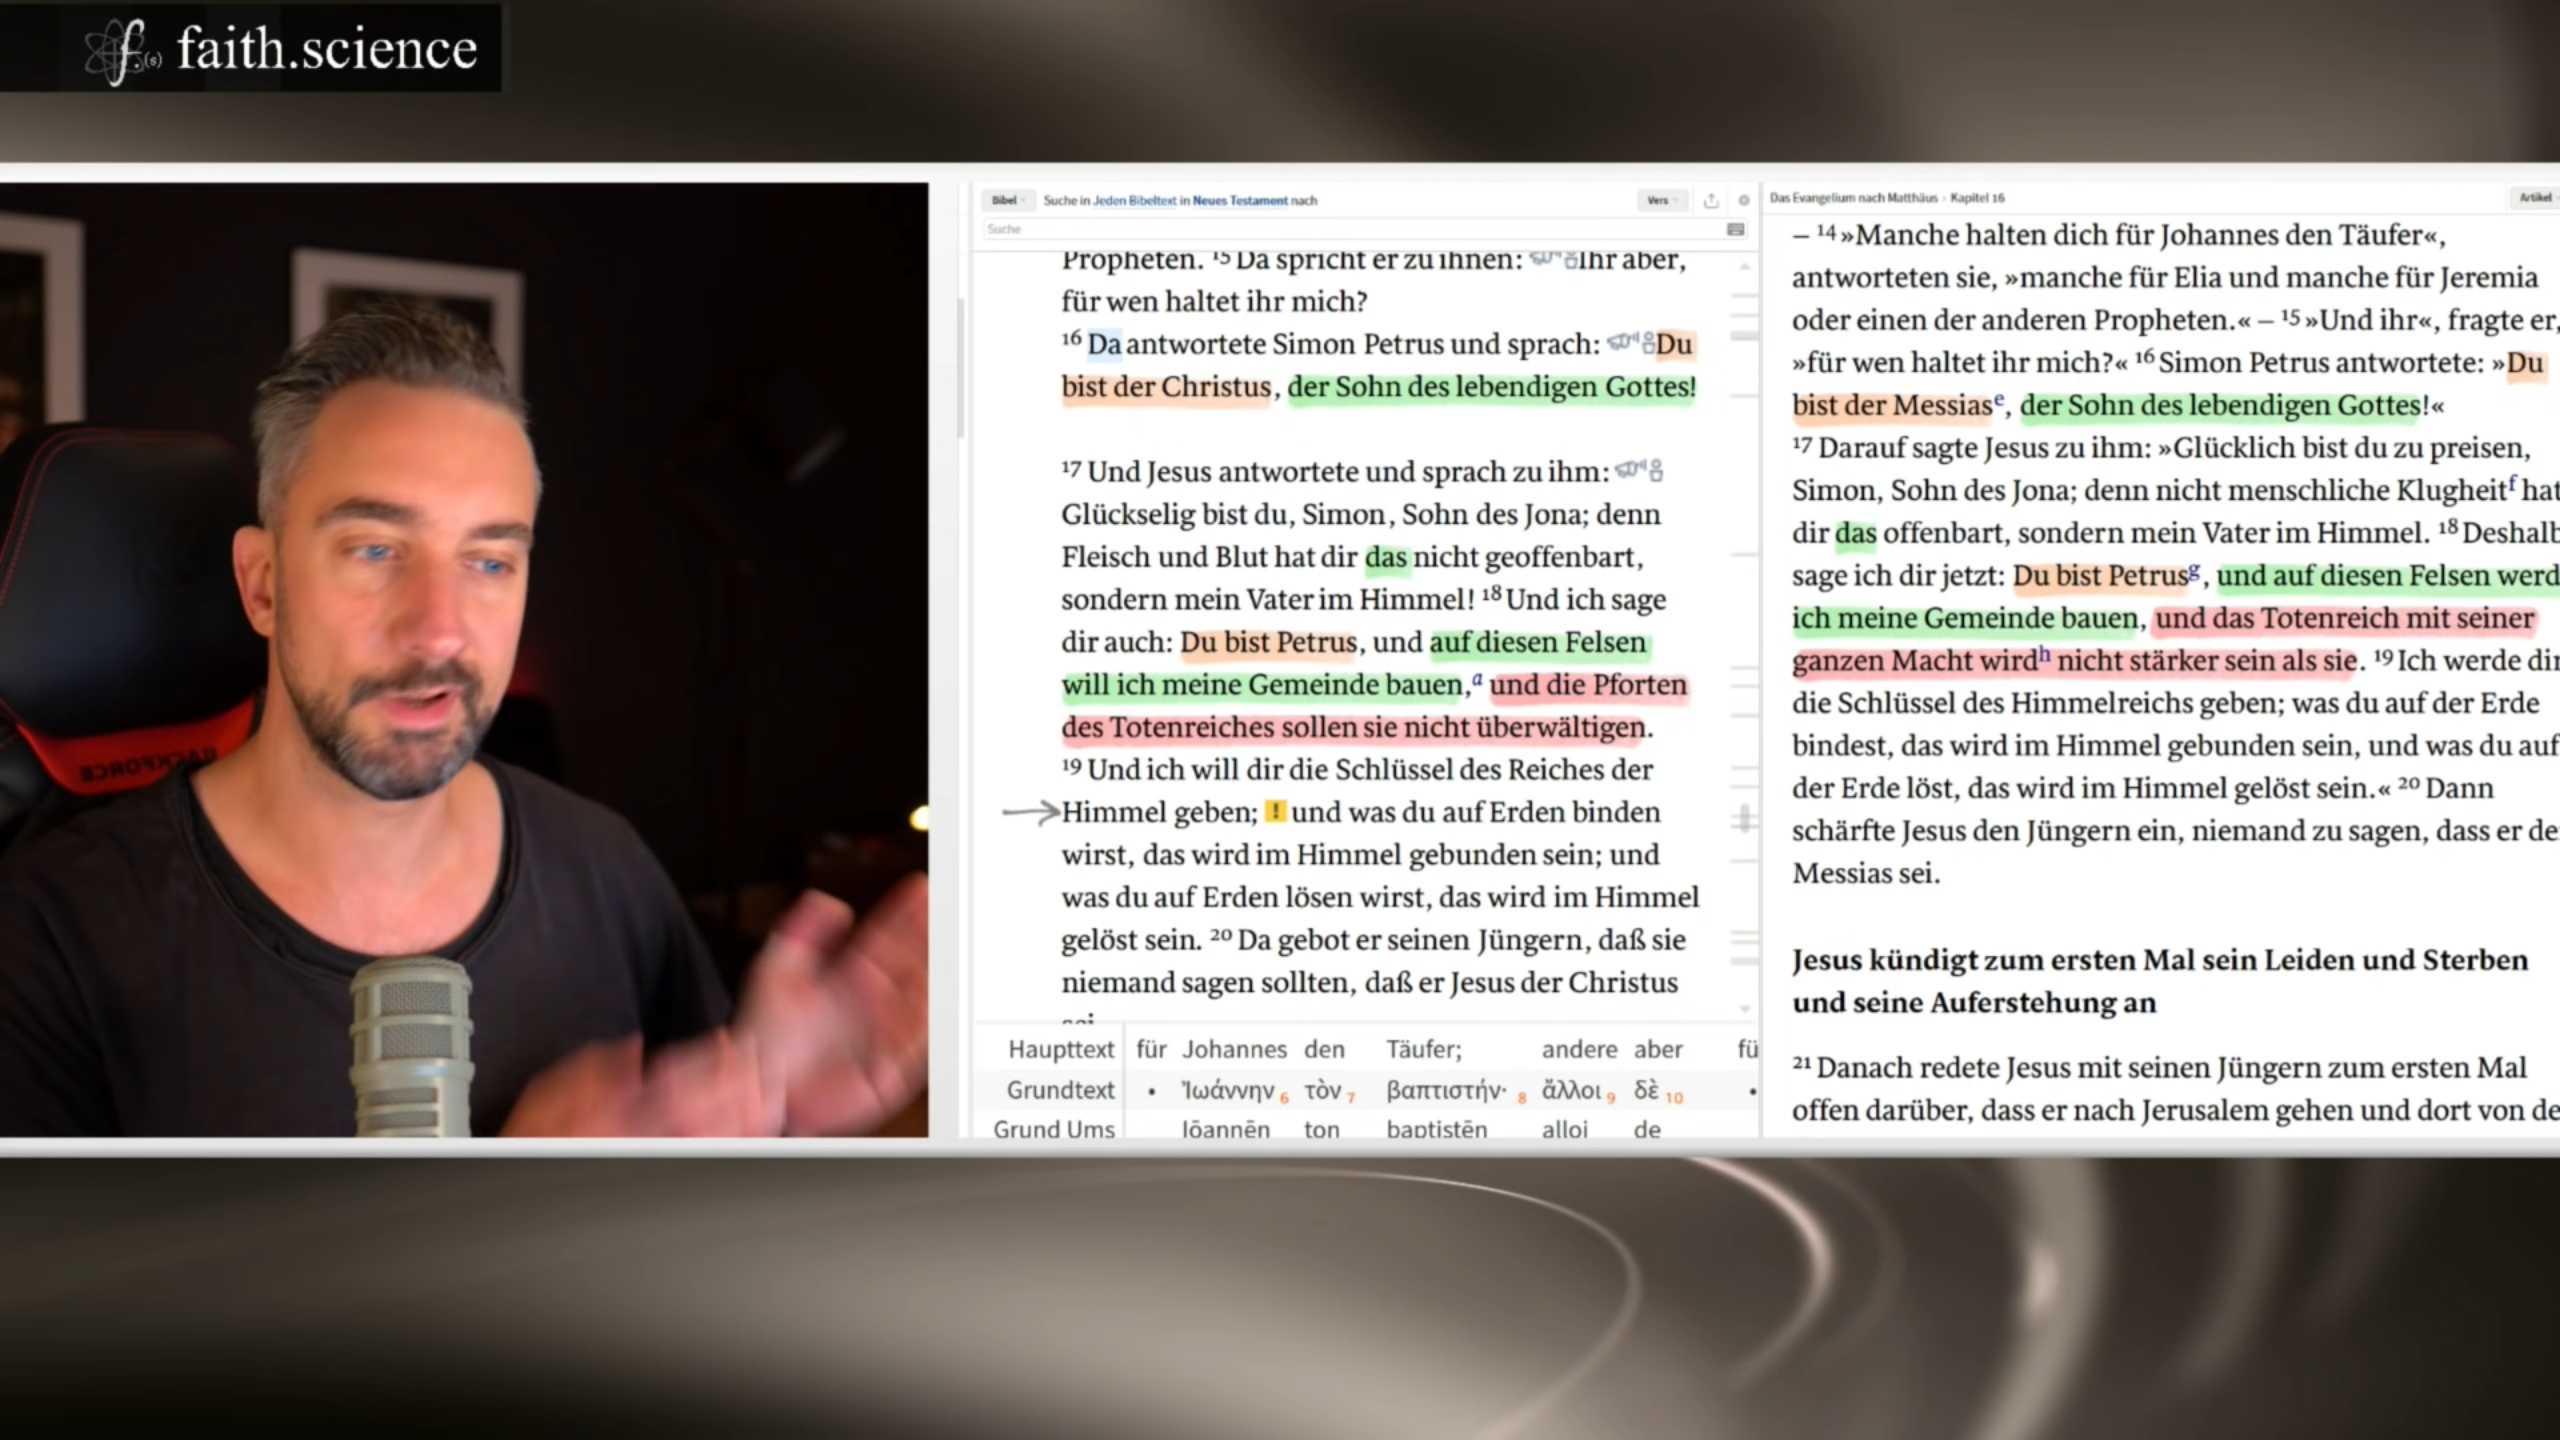 faith.science
Bibel
Suche in Jeden Bibeltext in Neues Testament nach
Vers
Suche
Propheten. 15 Da spricht er zu ihnen: Ihr aber,
für wen haltet ihr mich?
16 Da antwortete Simon Petrus und sprach: Du
bist der Christus, der Sohn des lebendigen Gottes!
17 Und Jesus antwortete und sprach zu ihm:
Glückselig bist du, Simon, Sohn des Jona; denn
Fleisch und Blut hat dir das nicht geoffenbart,
sondern mein Vater im Himmel! 18 Und ich sage
dir auch: Du bist Petrus, und auf diesen Felsen
will ich meine Gemeinde bauen,a und die Pforten
des Totenreiches sollen sie nicht überwältigen.
19 Und ich will dir die Schlüssel des Reiches der
Himmel geben; ! und was du auf Erden binden
wirst, das wird im Himmel gebunden sein; und
was du auf Erden lösen wirst, das wird im Himmel
gelöst sein. 20 Da gebot er seinen Jüngern, daß sie
niemand sagen sollten, daß er Jesus der Christus
Haupttext für Johannes den Täufer; andere aber
Grundtext • Ἰωάννην 6 τὸν 7 βαπτιστήν· 8 ἄλλοι 9 δὲ 10 •
Grund Ums Iōannēn ton baptistēn alloi de
Das Evangelium nach Matthäus › Kapitel 16
Artikel
– 14 »Manche halten dich für Johannes den Täufer«,
antworteten sie, »manche für Elia und manche für Jeremia
oder einen der anderen Propheten.« – 15 »Und ihr«, fragte er,
»für wen haltet ihr mich?« 16 Simon Petrus antwortete: »Du
bist der Messiase, der Sohn des lebendigen Gottes!«
17 Darauf sagte Jesus zu ihm: »Glücklich bist du zu preisen,
Simon, Sohn des Jona; denn nicht menschliche Klugheitf hat
dir das offenbart, sondern mein Vater im Himmel. 18 Deshalb
sage ich dir jetzt: Du bist Petrusg, und auf diesen Felsen werd
ich meine Gemeinde bauen, und das Totenreich mit seiner
ganzen Macht wirdh nicht stärker sein als sie. 19 Ich werde dir
die Schlüssel des Himmelreichs geben; was du auf der Erde
bindest, das wird im Himmel gebunden sein, und was du auf
der Erde löst, das wird im Himmel gelöst sein.« 20 Dann
schärfte Jesus den Jüngern ein, niemand zu sagen, dass er de
Messias sei.
Jesus kündigt zum ersten Mal sein Leiden und Sterben
und seine Auferstehung an
21 Danach redete Jesus mit seinen Jüngern zum ersten Mal
offen darüber, dass er nach Jerusalem gehen und dort von de